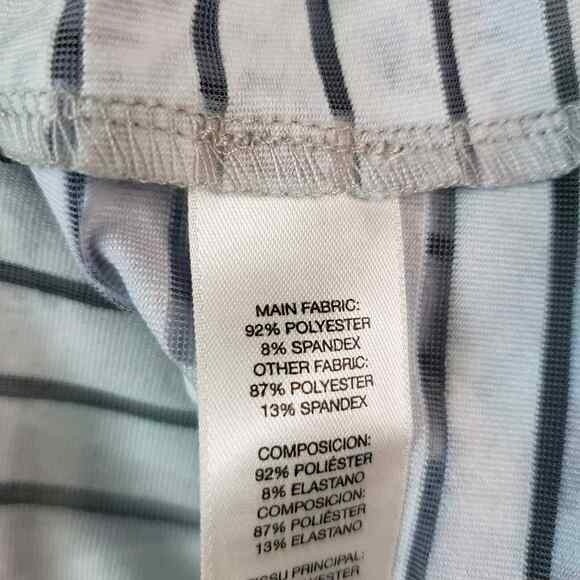 MAIN FABRIC:
92% POLYESTER
8% SPANDEX
OTHER FABRIC:
87% POLYESTER
13% SPANDEX
COMPOSICION:
92% POLIÉSTER
8% ELASTANO
COMPOSICION:
87% POLIÉSTER
13% ELASTANO
PRINCIPAL: